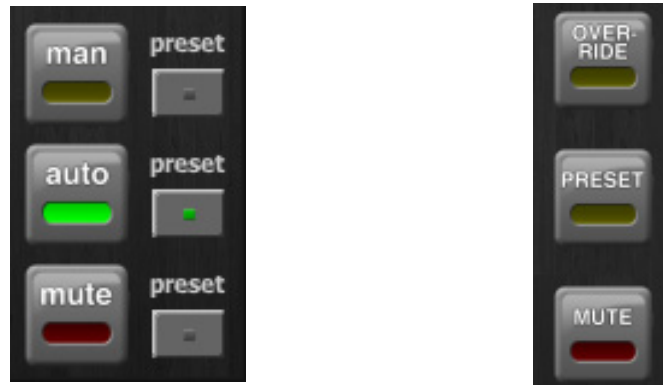 man
preset
auto
preset
mute
preset
OVER-
RIDE
PRESET
MUTE